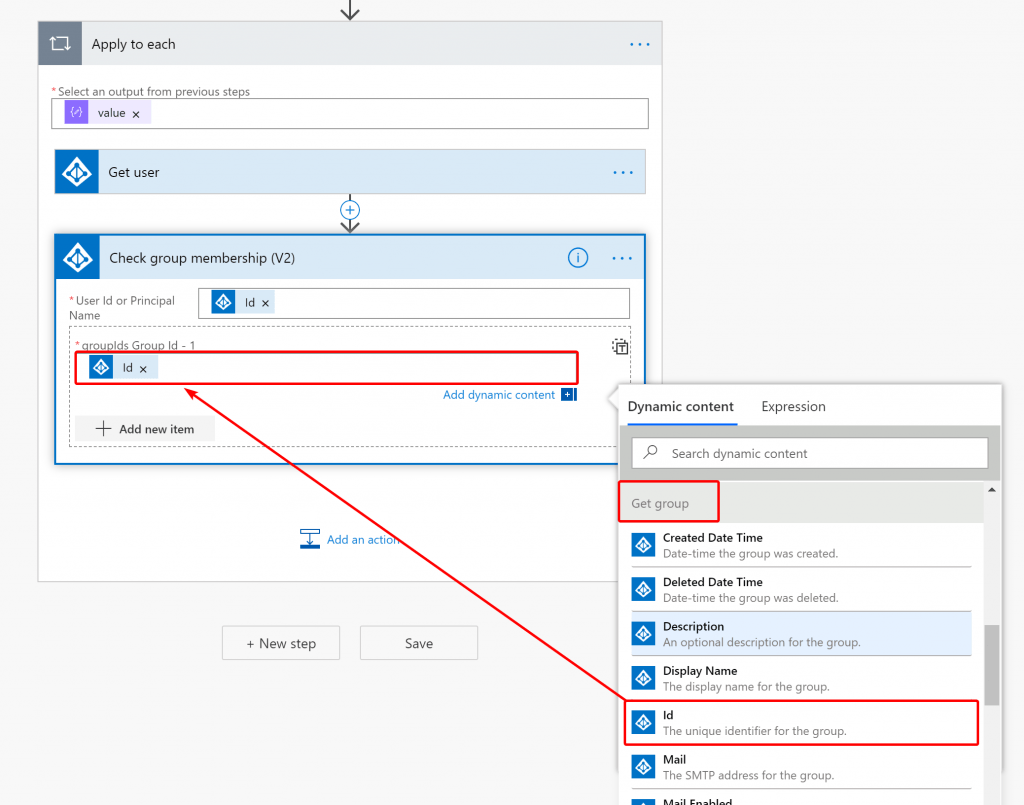 Apply to each
* Select an output from previous steps
value ×
Get user
Check group membership (V2)
* User Id or Principal
Name
Id ×
* groupIds Group Id - 1
Id ×
Add dynamic content
Add new item
Dynamic content
Expression
Search dynamic content
Get group
Created Date Time
Date-time the group was created.
Deleted Date Time
Date-time the group was deleted.
Description
An optional description for the group.
Display Name
The display name for the group.
Id
The unique identifier for the group.
Mail
The SMTP address for the group.
Mail Enabled
Add an action
+ New step
Save